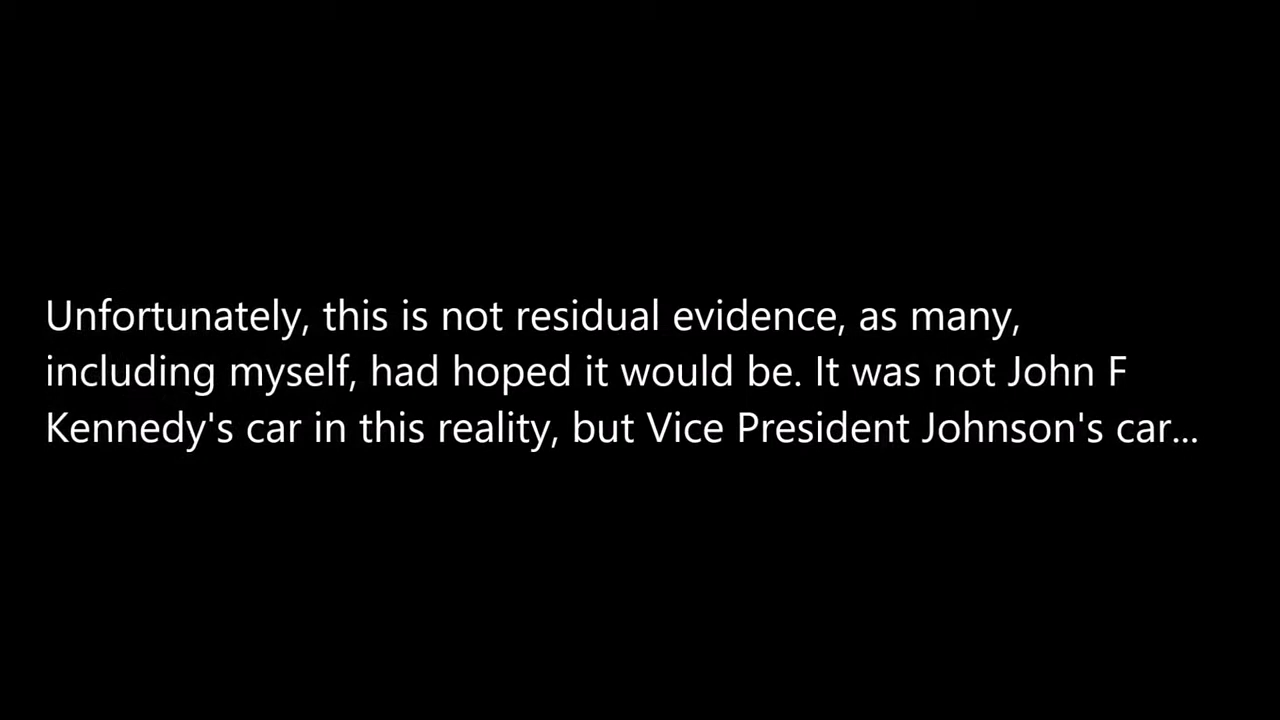 Unfortunately, this is not residual evidence, as many,
including myself, had hoped it would be. It was not John F
Kennedy's car in this reality, but Vice President Johnson's car...